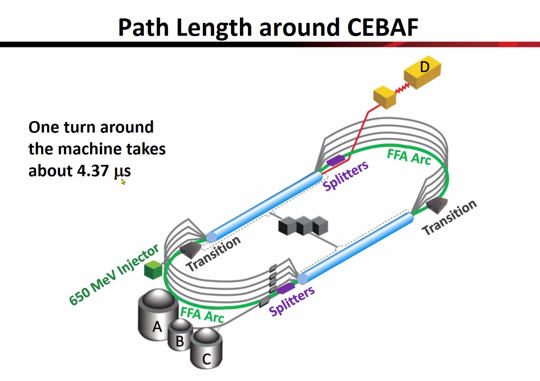 Path Length around CEBAF
D
One turn around
the machine takes
about 4.37 μs
FFA Arc
Splitters
Transition
Transition
650 MeV Injector
Splitters
FFA Arc
A
B
C